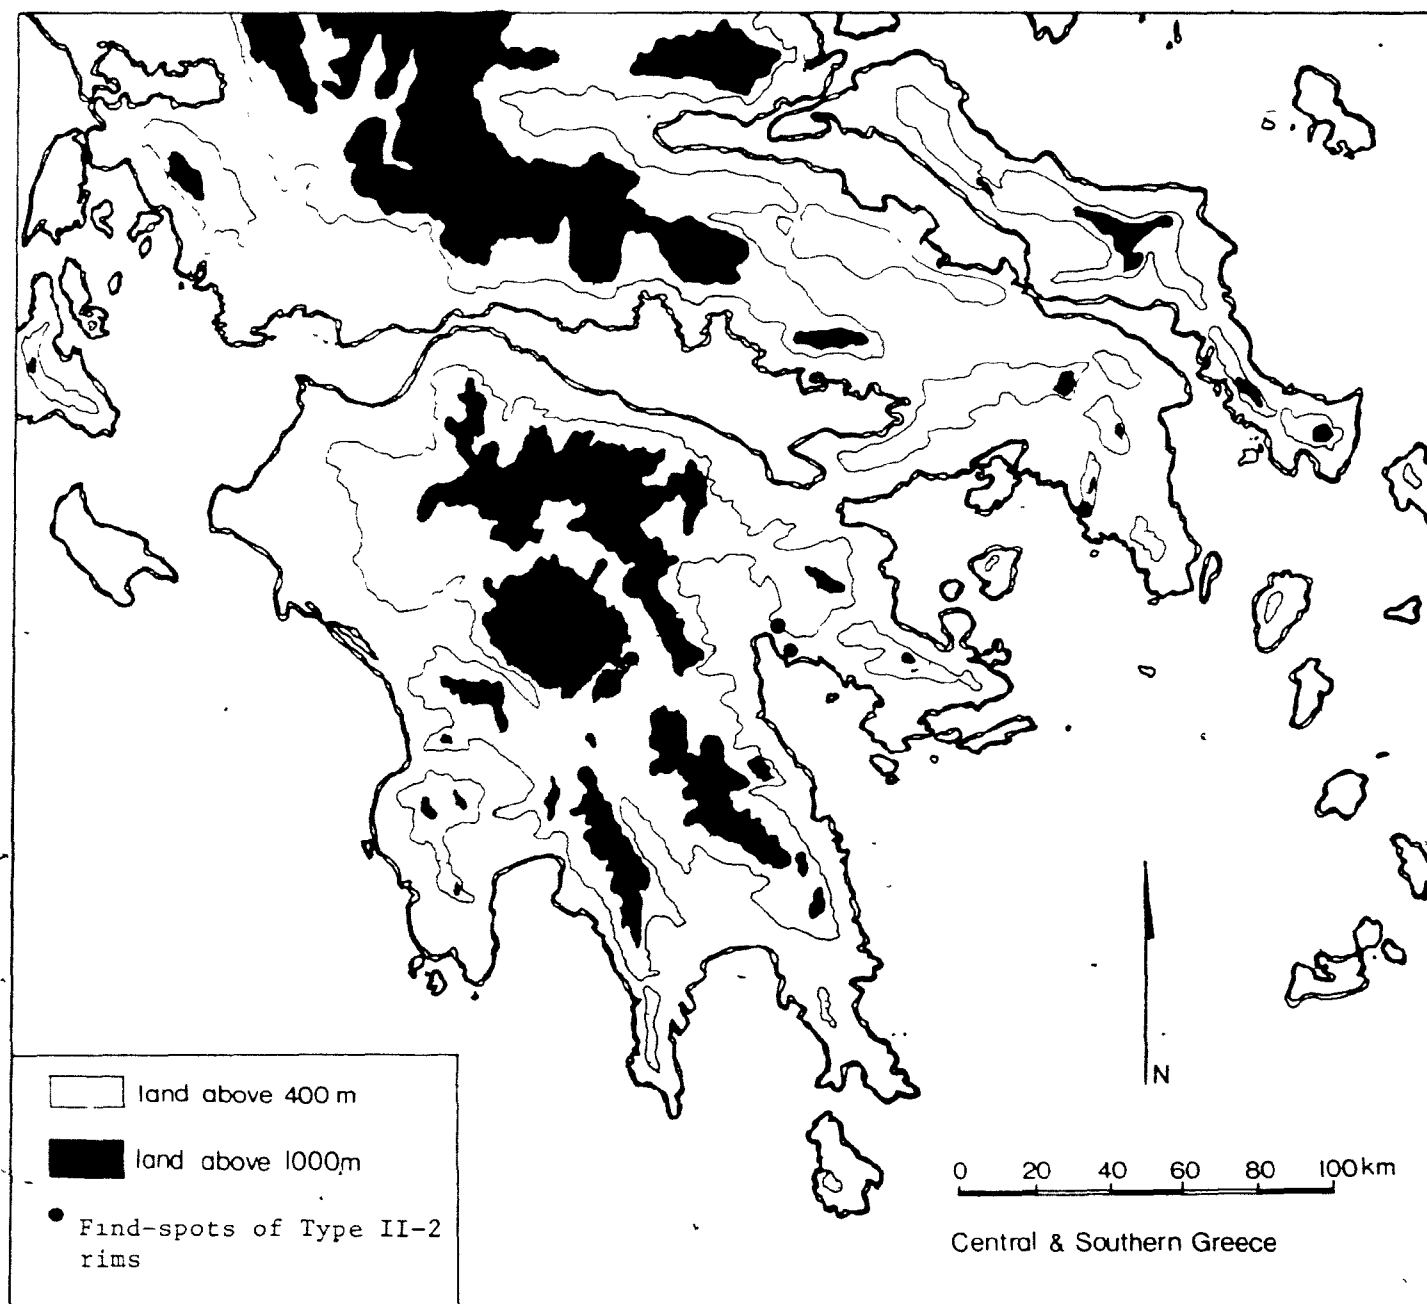 land above 400 m
land above 1000m
Find-spots of Type II-2
rims
N
0 20 40 60 80 100km
Central & Southern Greece